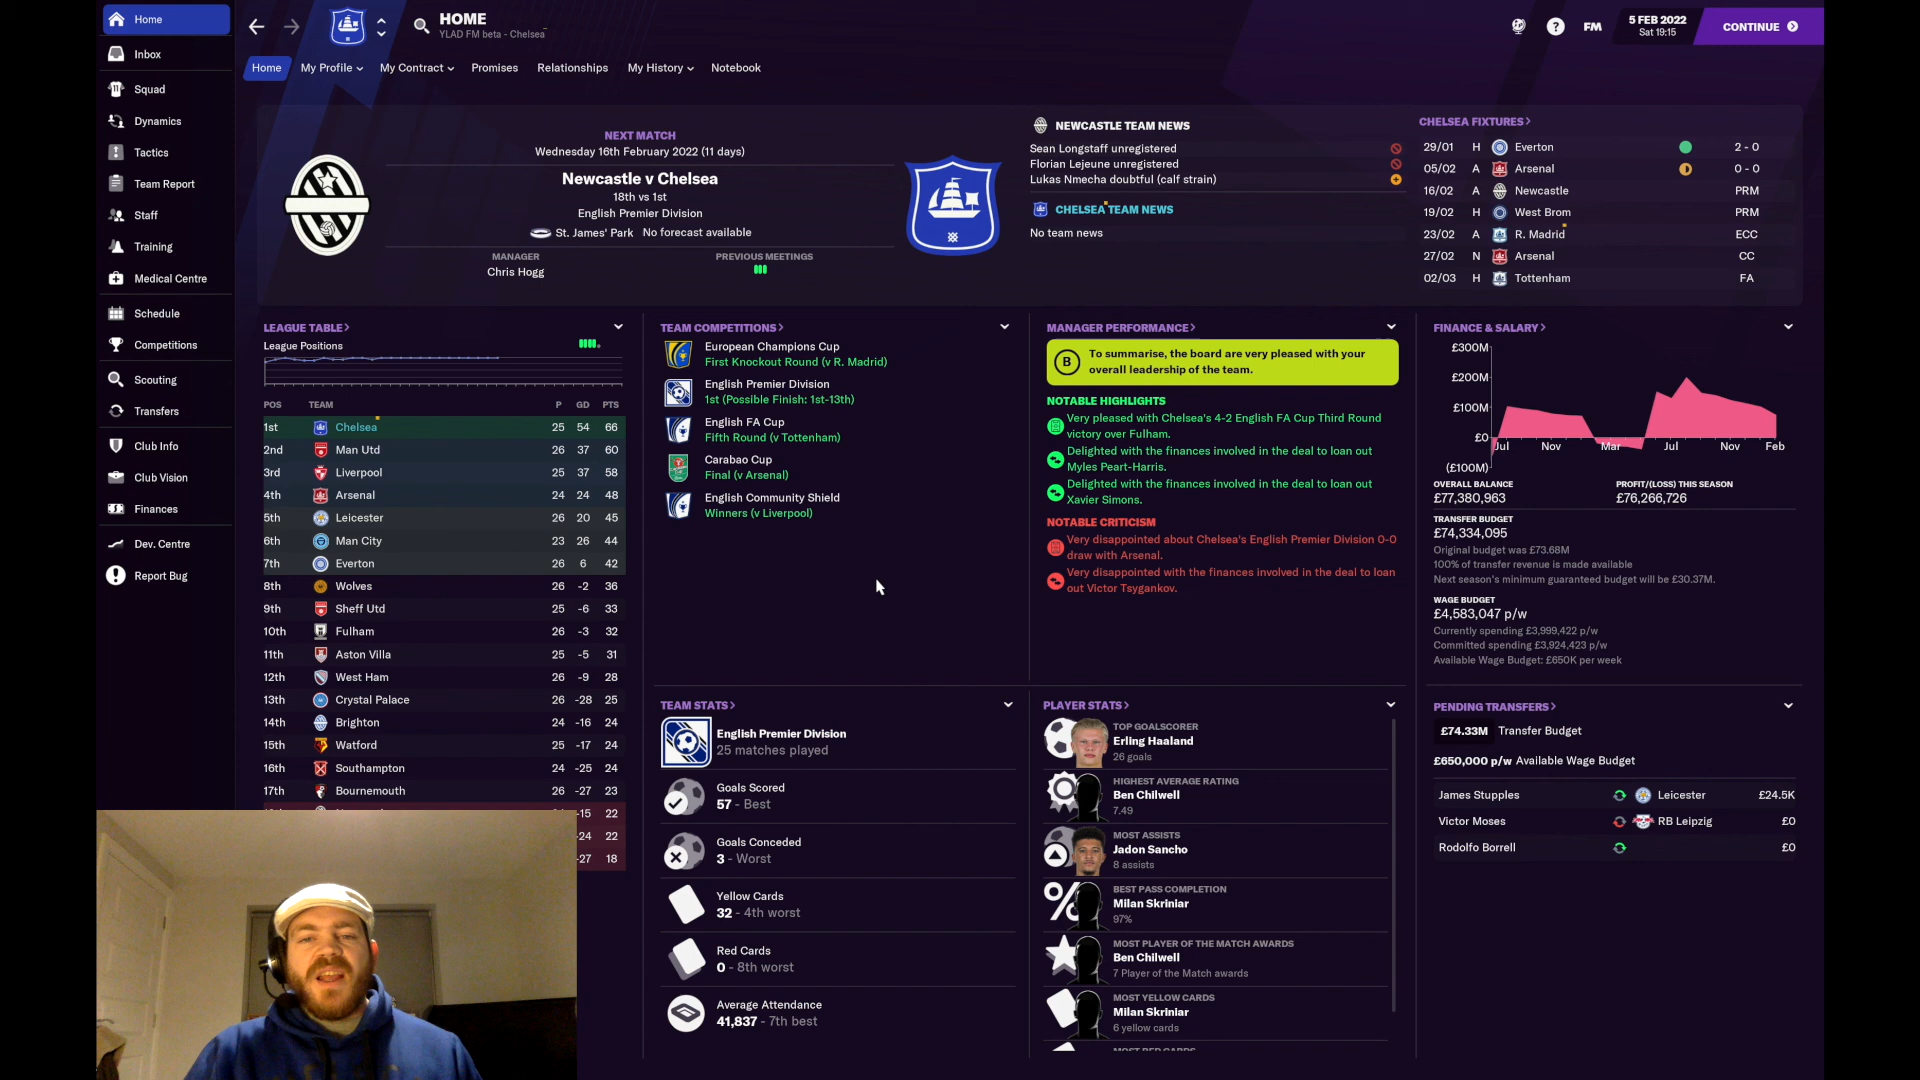 Home
Inbox
Squad
Dynamics
Tactics
Team Report
Staff
Training
Medical Centre
Schedule
Competitions
Scouting
Transfers
Club Info
Club Vision
Finances
Dev. Centre
Report Bug
HOME
YLAD FM beta - Chelsea
? FM
5 FEB 2022
Sat 19:15
CONTINUE
Home My Profile My Contract Promises Relationships My History Notebook
NEXT MATCH
Wednesday 16th February 2022 (11 days)
Newcastle v Chelsea
18th vs 1st
English Premier Division
St. James' Park No forecast available
MANAGER
Chris Hogg
PREVIOUS MEETINGS
NEWCASTLE TEAM NEWS
Sean Longstaff unregistered
Florian Lejeune unregistered
Lukas Nmecha doubtful (calf strain)
CHELSEA TEAM NEWS
No team news
CHELSEA FIXTURES>
29/01 H Everton 2 - 0
05/02 A Arsenal 0 - 0
16/02 A Newcastle PRM
19/02 H West Brom PRM
23/02 A R. Madrid ECC
27/02 N Arsenal CC
02/03 H Tottenham FA
LEAGUE TABLE>
League Positions
POS TEAM P GD PTS
1st Chelsea 25 54 66
2nd Man Utd 26 37 60
3rd Liverpool 25 37 58
4th Arsenal 24 24 48
5th Leicester 26 20 45
6th Man City 23 26 44
7th Everton 26 6 42
8th Wolves 26 -2 36
9th Sheff Utd 25 -6 33
10th Fulham 26 -3 32
11th Aston Villa 25 -5 31
12th West Ham 26 -9 28
13th Crystal Palace 26 -28 25
14th Brighton 24 -16 24
15th Watford 25 -17 24
16th Southampton 24 -25 24
17th Bournemouth 26 -27 23
-15 22
-24 22
-27 18
TEAM COMPETITIONS>
European Champions Cup
First Knockout Round (v R. Madrid)
English Premier Division
1st (Possible Finish: 1st-13th)
English FA Cup
Fifth Round (v Tottenham)
Carabao Cup
Final (v Arsenal)
English Community Shield
Winners (v Liverpool)
MANAGER PERFORMANCE>
B To summarise, the board are very pleased with your
overall leadership of the team.
NOTABLE HIGHLIGHTS
Very pleased with Chelsea's 4-2 English FA Cup Third Round
victory over Fulham.
Delighted with the finances involved in the deal to loan out
Myles Peart-Harris.
Delighted with the finances involved in the deal to loan out
Xavier Simons.
NOTABLE CRITICISM
Very disappointed about Chelsea's English Premier Division 0-0
draw with Arsenal.
Very disappointed with the finances involved in the deal to loan
out Victor Tsygankov.
FINANCE & SALARY>
£300M
£200M
£100M
£0
(£100M)
Jul Nov Mar Jul Nov Feb
OVERALL BALANCE
£77,380,963
PROFIT/(LOSS) THIS SEASON
£76,266,726
TRANSFER BUDGET
£74,334,095
Original budget was £73.68M
100% of transfer revenue is made available
Next season's minimum guaranteed budget will be £30.37M.
WAGE BUDGET
£4,583,047 p/w
Currently spending £3,999,422 p/w
Committed spending £3,924,423 p/w
Available Wage Budget: £650K per week
TEAM STATS>
English Premier Division
25 matches played
Goals Scored
57 - Best
Goals Conceded
3 - Worst
Yellow Cards
32 - 4th worst
Red Cards
0 - 8th worst
Average Attendance
41,837 - 7th best
PLAYER STATS>
TOP GOALSCORER
Erling Haaland
26 goals
HIGHEST AVERAGE RATING
Ben Chilwell
7.49
MOST ASSISTS
Jadon Sancho
8 assists
BEST PASS COMPLETION
Milan Skriniar
97%
MOST PLAYER OF THE MATCH AWARDS
Ben Chilwell
7 Player of the Match awards
MOST YELLOW CARDS
Milan Skriniar
6 yellow cards
MOST RED CARDS
PENDING TRANSFERS>
£74.33M Transfer Budget
£650,000 p/w Available Wage Budget
James Stupples Leicester £24.5K
Victor Moses RB Leipzig £0
Rodolfo Borrell £0